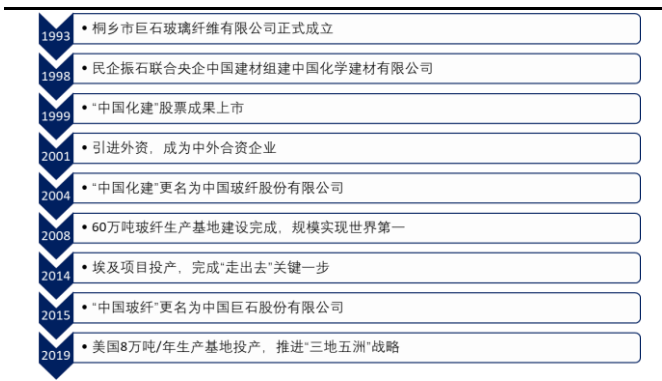 1993 • 桐乡市巨石玻璃纤维有限公司正式成立
1998 • 民企振石联合央企中国建材组建中国化学建材有限公司
1999 • “中国化建”股票成果上市
2001 • 引进外资，成为中外合资企业
2004 • “中国化建”更名为中国玻纤股份有限公司
2008 • 60万吨玻纤生产基地建设完成，规模实现世界第一
2014 • 埃及项目投产，完成“走出去”关键一步
2015 • “中国玻纤”更名为中国巨石股份有限公司
2019 • 美国8万吨/年生产基地投产，推进“三地五洲”战略